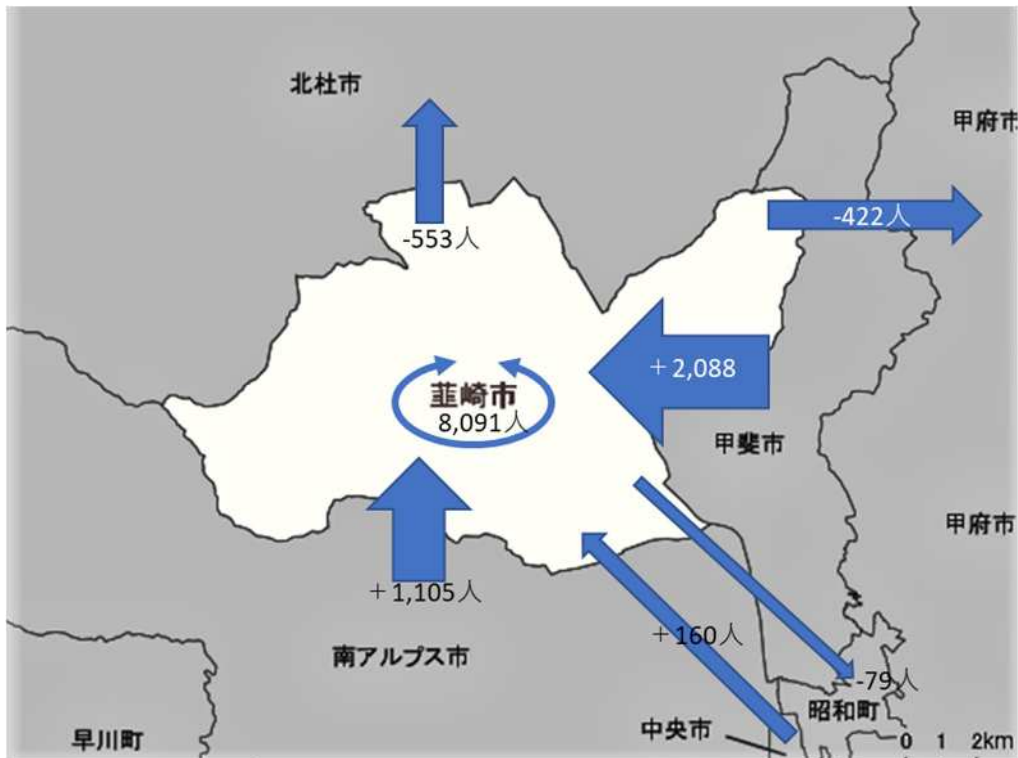 北杜市
甲府市
-553人
-422人
＋2,088
韮崎市
8,091人
甲斐市
甲府市
＋1,105人
＋160人
南アルプス市
-79人
昭和町
中央市
早川町
0 1 2km